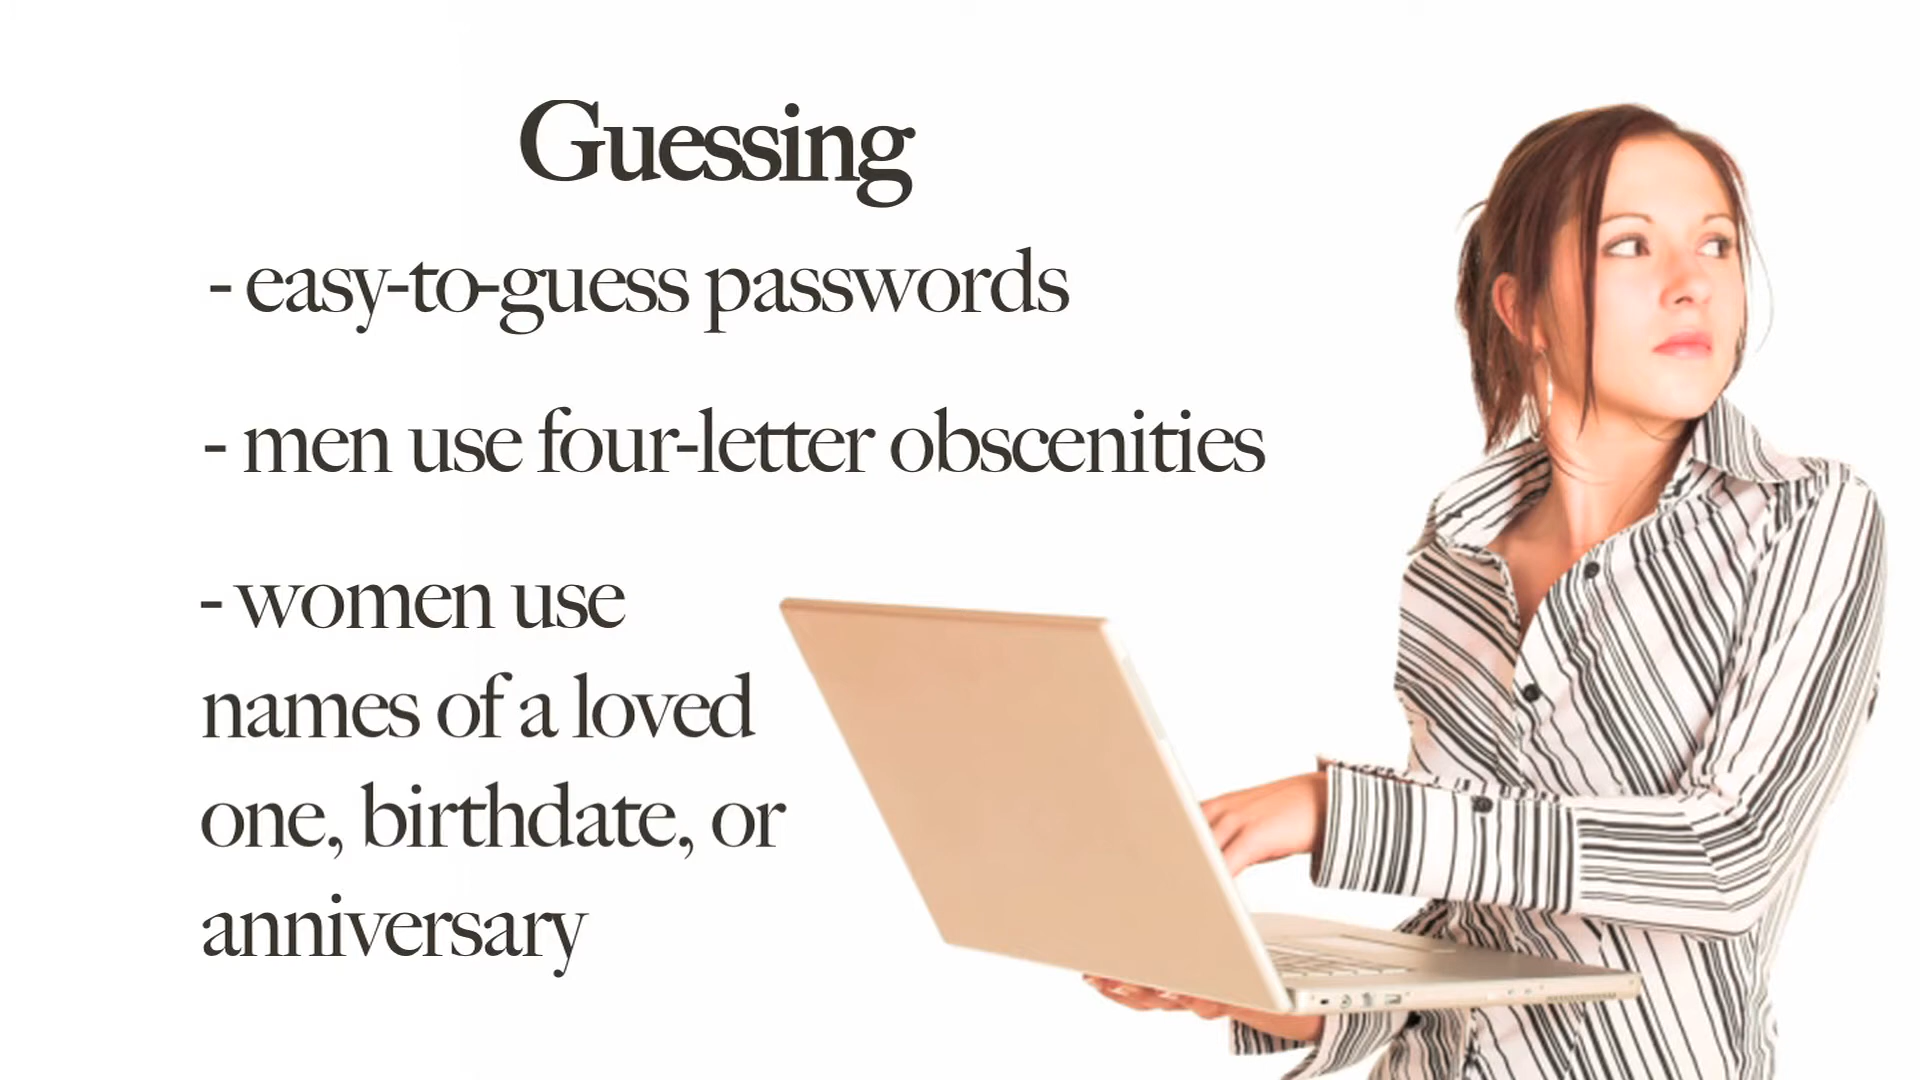 Guessing
- easy-to-guess passwords
- men use four-letter obscenities
- women use
names of a loved
one, birthdate, or
anniversary